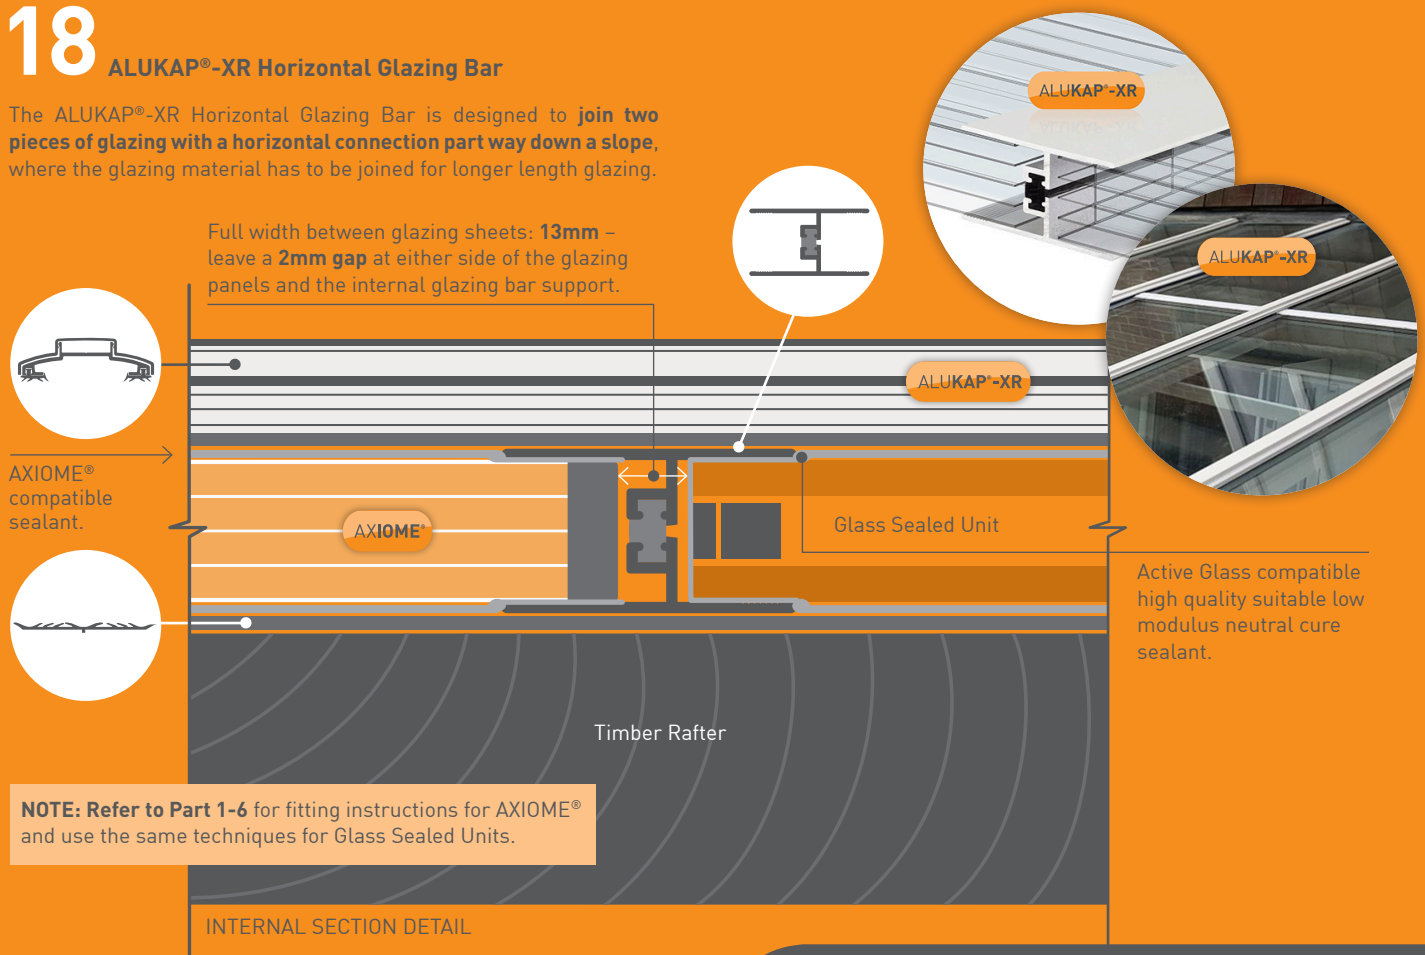 18
ALUKAP®-XR Horizontal Glazing Bar
The ALUKAP®-XR Horizontal Glazing Bar is designed to join two
pieces of glazing with a horizontal connection part way down a slope,
where the glazing material has to be joined for longer length glazing.
ALUKAP®-XR
ALUKAP®-XR
Full width between glazing sheets: 13mm –
leave a 2mm gap at either side of the glazing
panels and the internal glazing bar support.
ALUKAP®-XR
AXIOME®
compatible
sealant.
AXIOME®
Glass Sealed Unit
Active Glass compatible
high quality suitable low
modulus neutral cure
sealant.
Timber Rafter
NOTE: Refer to Part 1-6 for fitting instructions for AXIOME®
and use the same techniques for Glass Sealed Units.
INTERNAL SECTION DETAIL